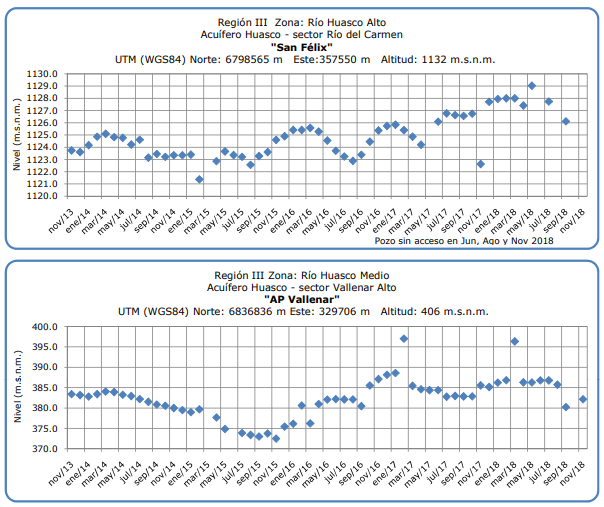 Región III  Zona: Río Huasco Alto
Acuífero Huasco - sector Río del Carmen
"San Félix"
UTM (WGS84) Norte: 6798565 m   Este:357550 m   Altitud: 1132 m.s.n.m.
Nivel (m.s.n.m.)
1130.0
1129.0
1128.0
1127.0
1126.0
1125.0
1124.0
1123.0
1122.0
1121.0
1120.0
nov/13 ene/14 mar/14 may/14 jul/14 sep/14 nov/14 ene/15 mar/15 may/15 jul/15 sep/15 nov/15 ene/16 mar/16 may/16 jul/16 sep/16 nov/16 ene/17 mar/17 may/17 jul/17 sep/17 nov/17 ene/18 mar/18 may/18 jul/18 sep/18 nov/18
Pozo sin acceso en Jun, Ago y Nov 2018
Región III Zona: Río Huasco Medio
Acuífero Huasco - sector Vallenar Alto
"AP Vallenar"
UTM (WGS84) Norte: 6836836 m Este: 329706 m   Altitud: 406 m.s.n.m.
Nivel (m.s.n.m.)
400.0
395.0
390.0
385.0
380.0
375.0
370.0
nov/13 ene/14 mar/14 may/14 jul/14 sep/14 nov/14 ene/15 mar/15 may/15 jul/15 sep/15 nov/15 ene/16 mar/16 may/16 jul/16 sep/16 nov/16 ene/17 mar/17 may/17 jul/17 sep/17 nov/17 ene/18 mar/18 may/18 jul/18 sep/18 nov/18